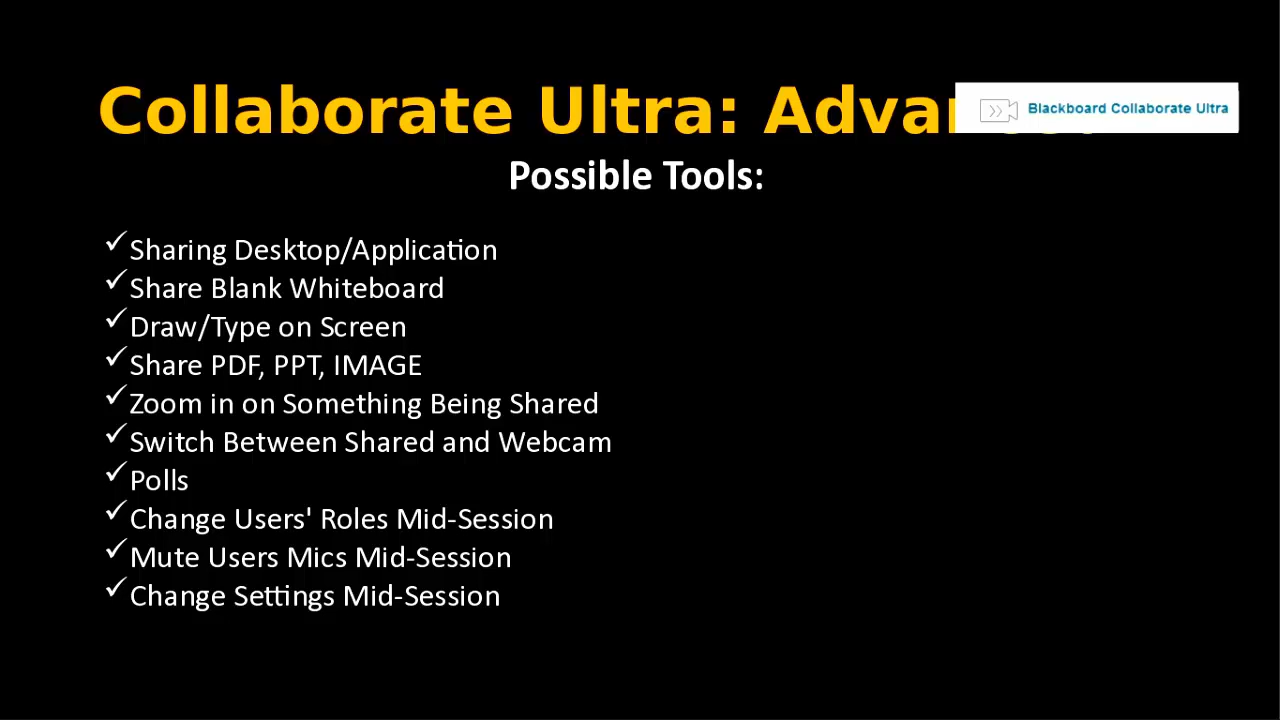 Collaborate Ultra: 
Blackboard Collaborate Ultra
Possible Tools:
✓Sharing Desktop/Application
✓Share Blank Whiteboard
✓Draw/Type on Screen
✓Share PDF, PPT, IMAGE
✓Zoom in on Something Being Shared
✓Switch Between Shared and Webcam
✓Polls
✓Change Users' Roles Mid-Session
✓Mute Users Mics Mid-Session
✓Change Settings Mid-Session